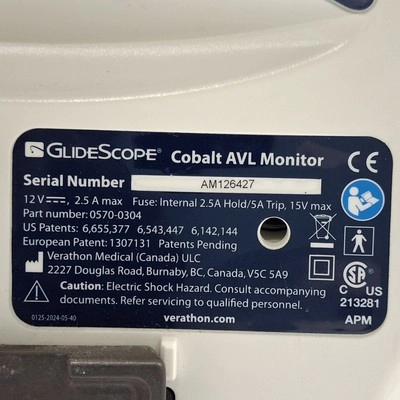 GLIDESCOPE® Cobalt AVL Monitor
CE
Serial Number AM126427
12 V⎓, 2.5 A max Fuse: Internal 2.5A Hold/5A Trip, 15V max
Part number: 0570-0304
US Patents: 6,655,377 6,543,447 6,142,144
European Patent: 1307131 Patents Pending
Verathon Medical (Canada) ULC
2227 Douglas Road, Burnaby, BC, Canada, V5C 5A9
Caution: Electric Shock Hazard. Consult accompanying
documents. Refer servicing to qualified personnel.
0125-2024-05-40 verathon.com
SA
C US
213281
APM